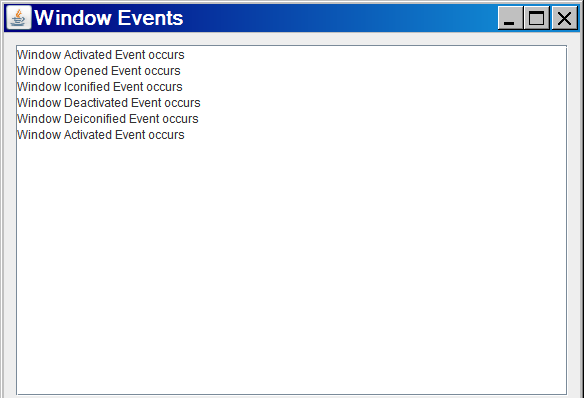 Window Events
Window Activated Event occurs
Window Opened Event occurs
Window Iconified Event occurs
Window Deactivated Event occurs
Window Deiconified Event occurs
Window Activated Event occurs